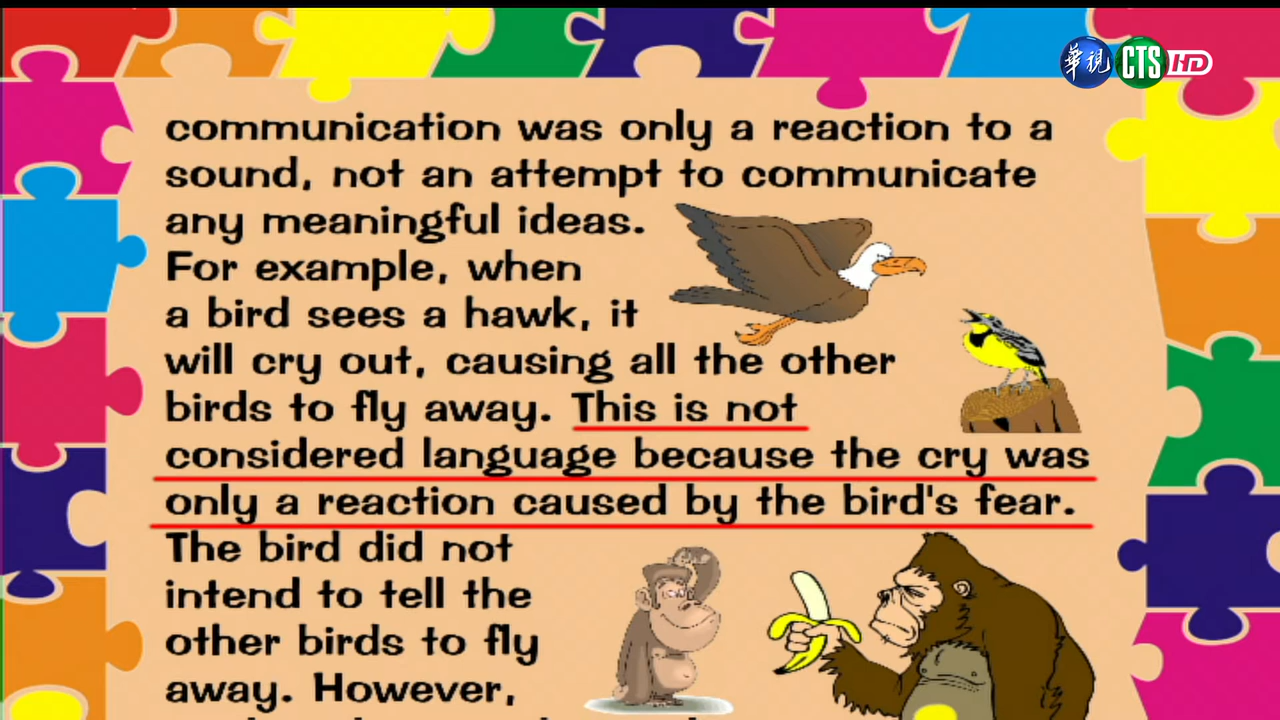 華視 CTS HD
communication was only a reaction to a
sound, not an attempt to communicate
any meaningful ideas.
For example, when
a bird sees a hawk, it
will cry out, causing all the other
birds to fly away. This is not
considered language because the cry was
only a reaction caused by the bird's fear.
The bird did not
intend to tell the
other birds to fly
away. However,